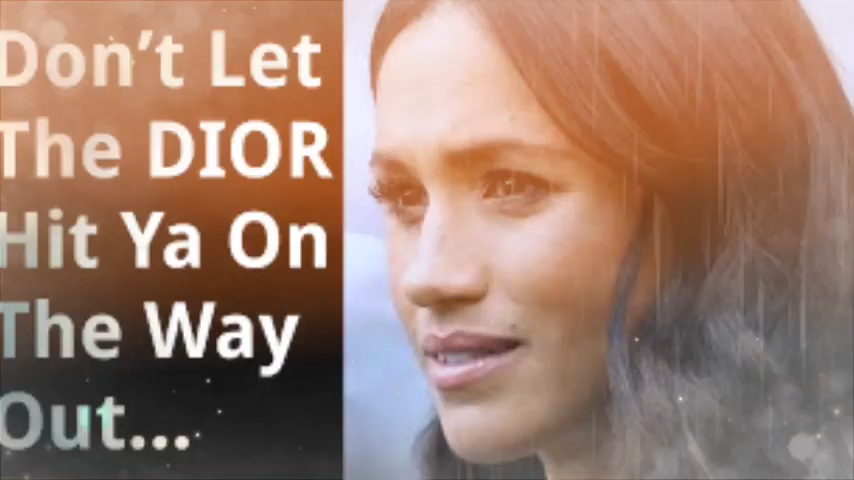 Don’t Let
The DIOR
Hit Ya On
The Way
Out...